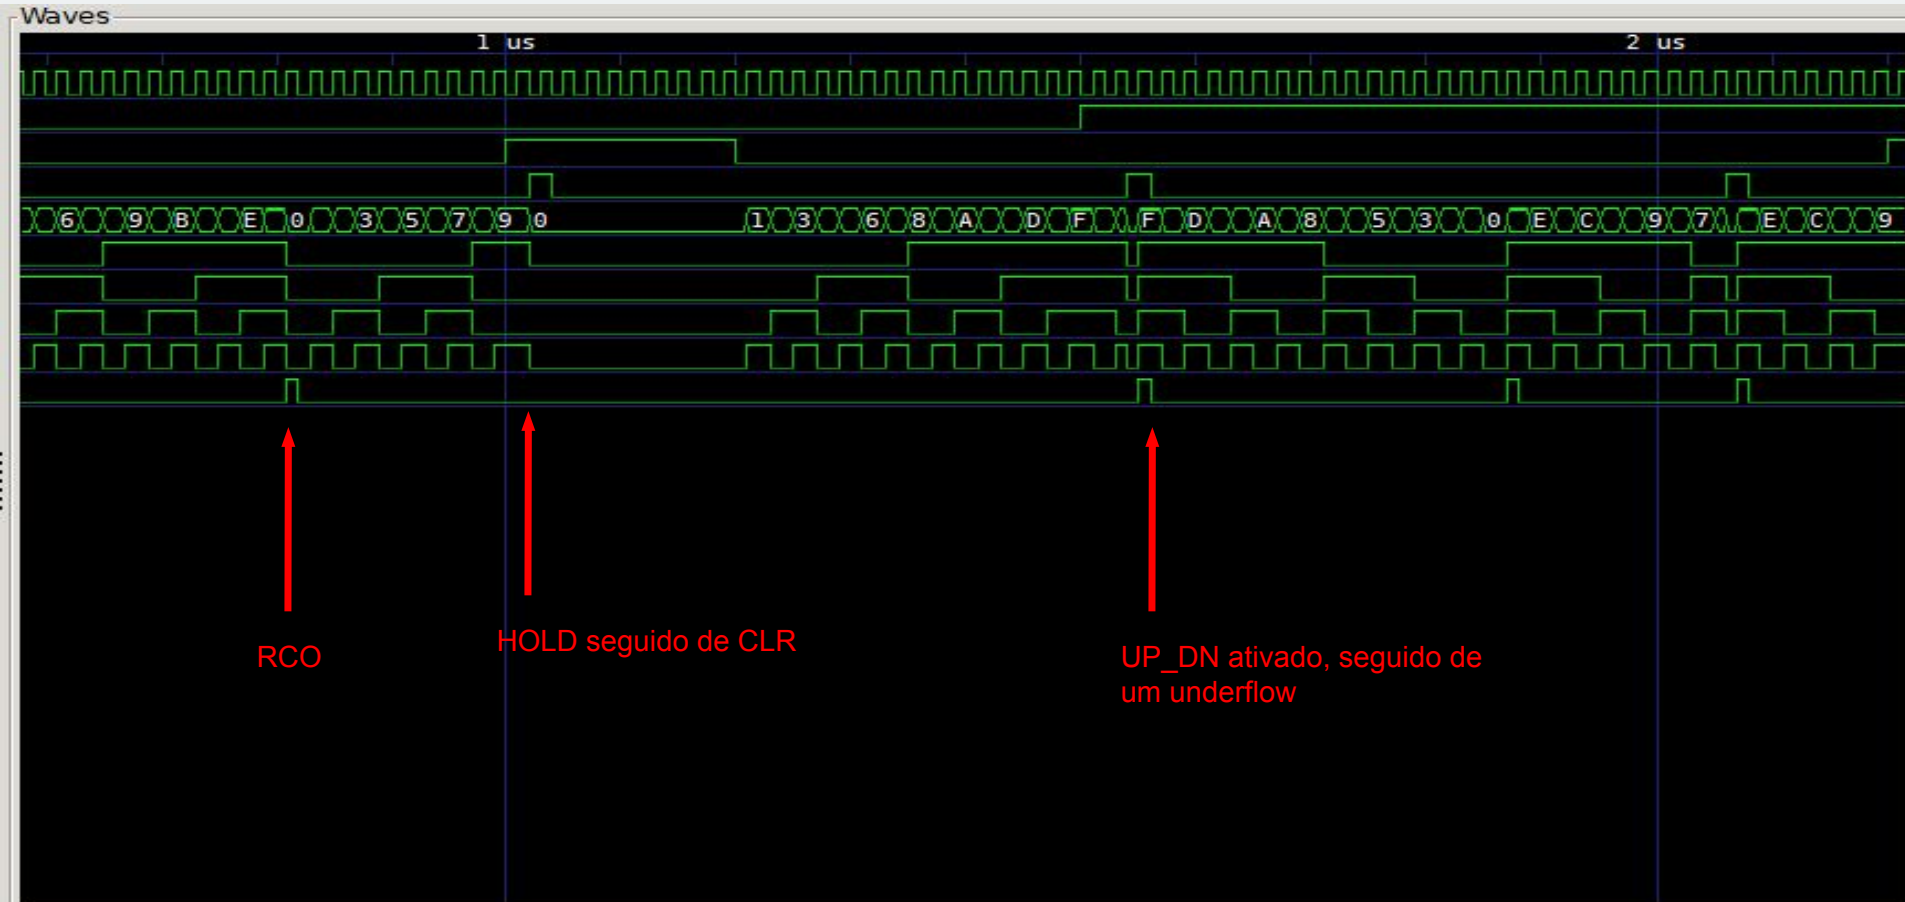 Waves
1 us 2 us
6 9 B E 0 3 5 7 9 0 1 3 6 8 A D F F D A 8 5 3 0 E C 9 7 E C 9
RCO
HOLD seguido de CLR
UP_DN ativado, seguido de
um underflow